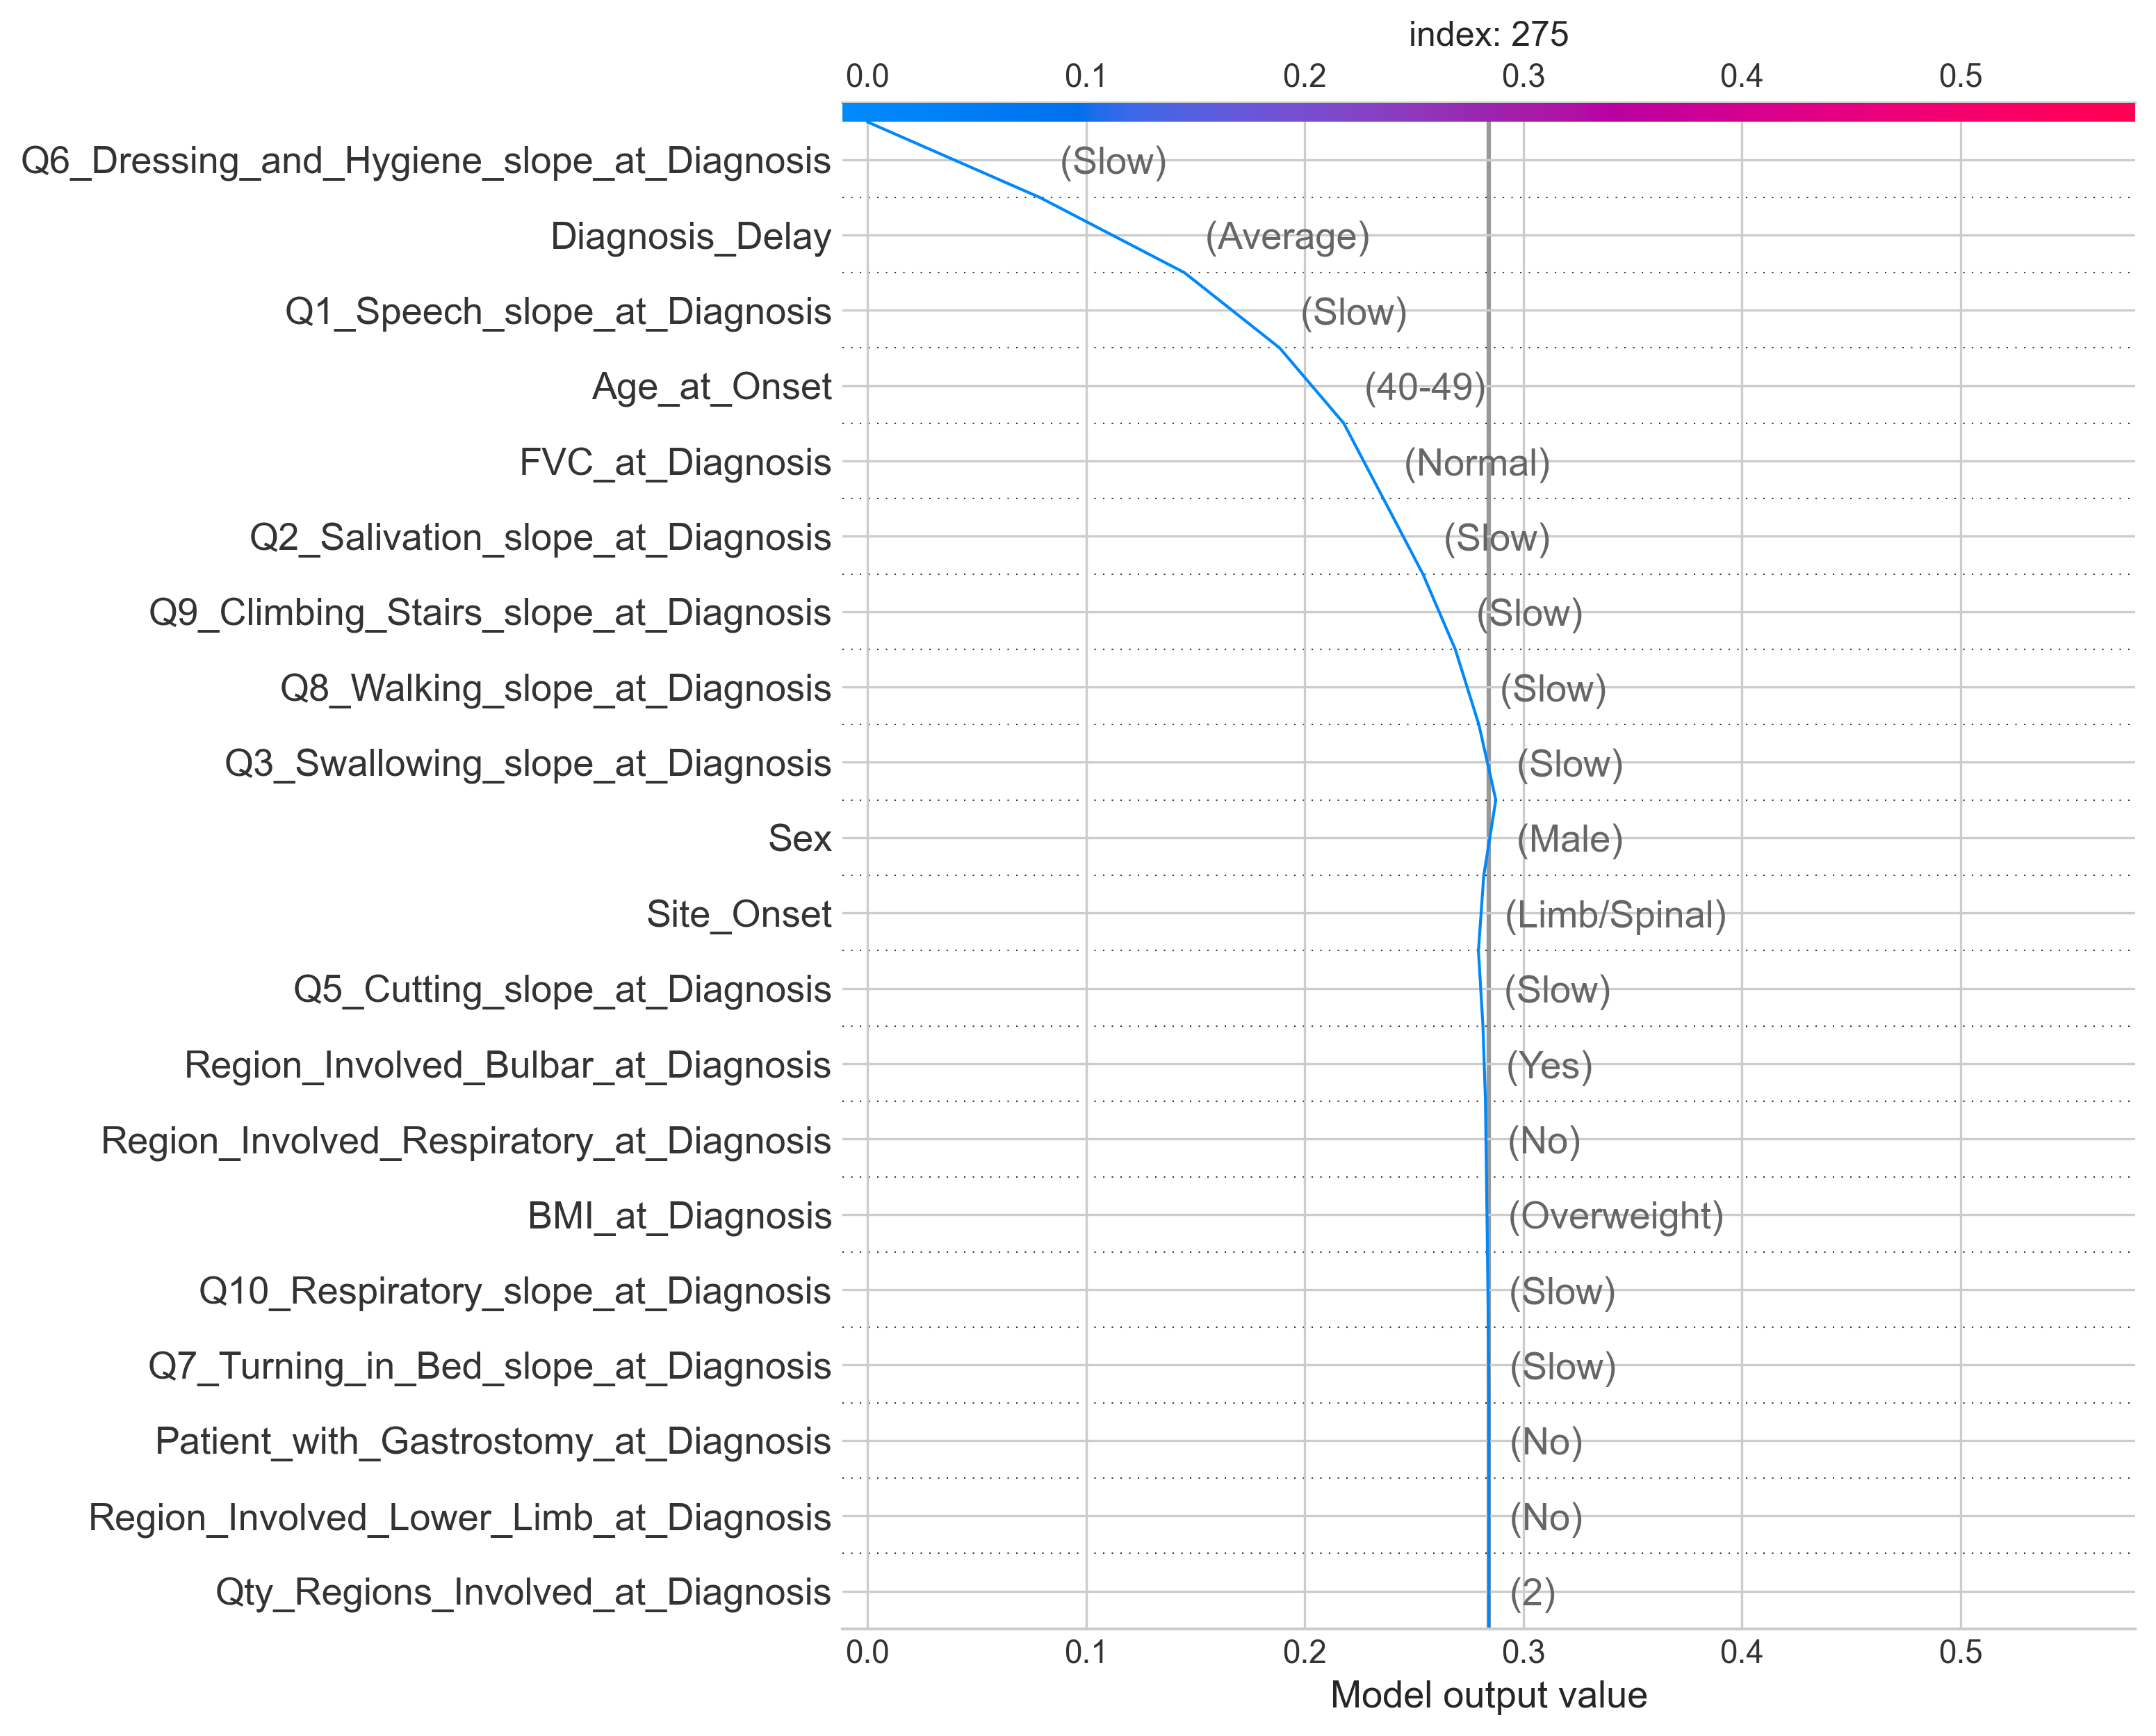 index: 275
0.0 0.1 0.2 0.3 0.4 0.5
Q6_Dressing_and_Hygiene_slope_at_Diagnosis (Slow)
Diagnosis_Delay (Average)
Q1_Speech_slope_at_Diagnosis (Slow)
Age_at_Onset (40-49)
FVC_at_Diagnosis (Normal)
Q2_Salivation_slope_at_Diagnosis (Slow)
Q9_Climbing_Stairs_slope_at_Diagnosis (Slow)
Q8_Walking_slope_at_Diagnosis (Slow)
Q3_Swallowing_slope_at_Diagnosis (Slow)
Sex (Male)
Site_Onset (Limb/Spinal)
Q5_Cutting_slope_at_Diagnosis (Slow)
Region_Involved_Bulbar_at_Diagnosis (Yes)
Region_Involved_Respiratory_at_Diagnosis (No)
BMI_at_Diagnosis (Overweight)
Q10_Respiratory_slope_at_Diagnosis (Slow)
Q7_Turning_in_Bed_slope_at_Diagnosis (Slow)
Patient_with_Gastrostomy_at_Diagnosis (No)
Region_Involved_Lower_Limb_at_Diagnosis (No)
Qty_Regions_Involved_at_Diagnosis (2)
0.0 0.1 0.2 0.3 0.4 0.5
Model output value